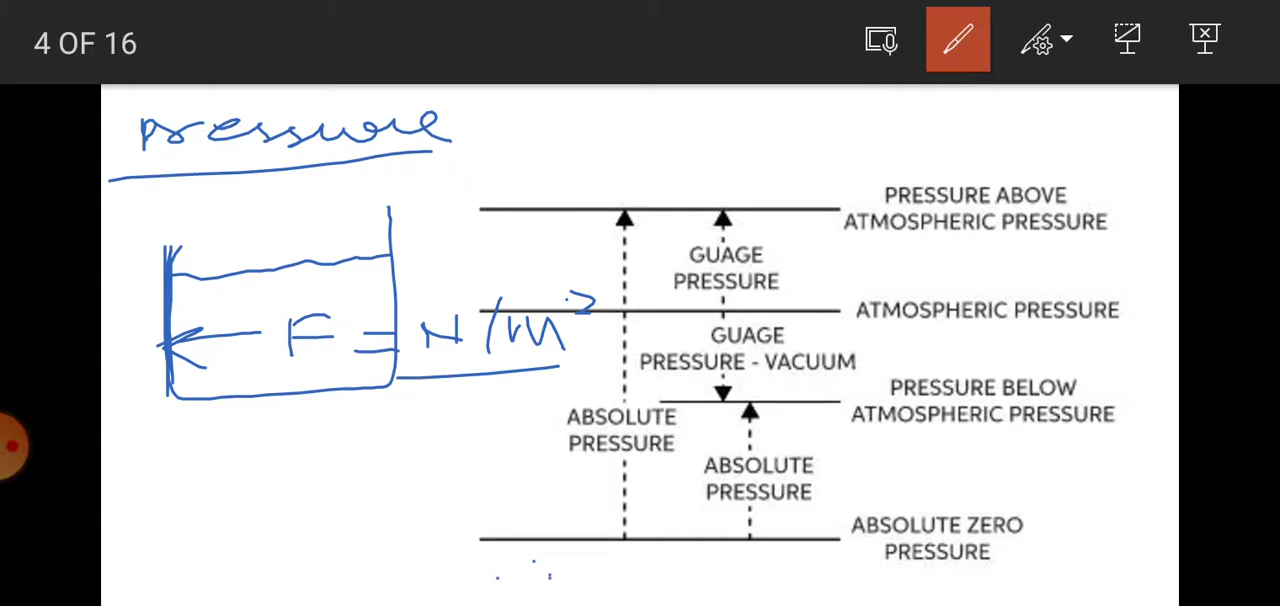 4 OF 16
pressure
F = N/m²
PRESSURE ABOVE
ATMOSPHERIC PRESSURE
GUAGE
PRESSURE
ATMOSPHERIC PRESSURE
GUAGE
PRESSURE - VACUUM
PRESSURE BELOW
ATMOSPHERIC PRESSURE
ABSOLUTE
PRESSURE
ABSOLUTE
PRESSURE
ABSOLUTE ZERO
PRESSURE